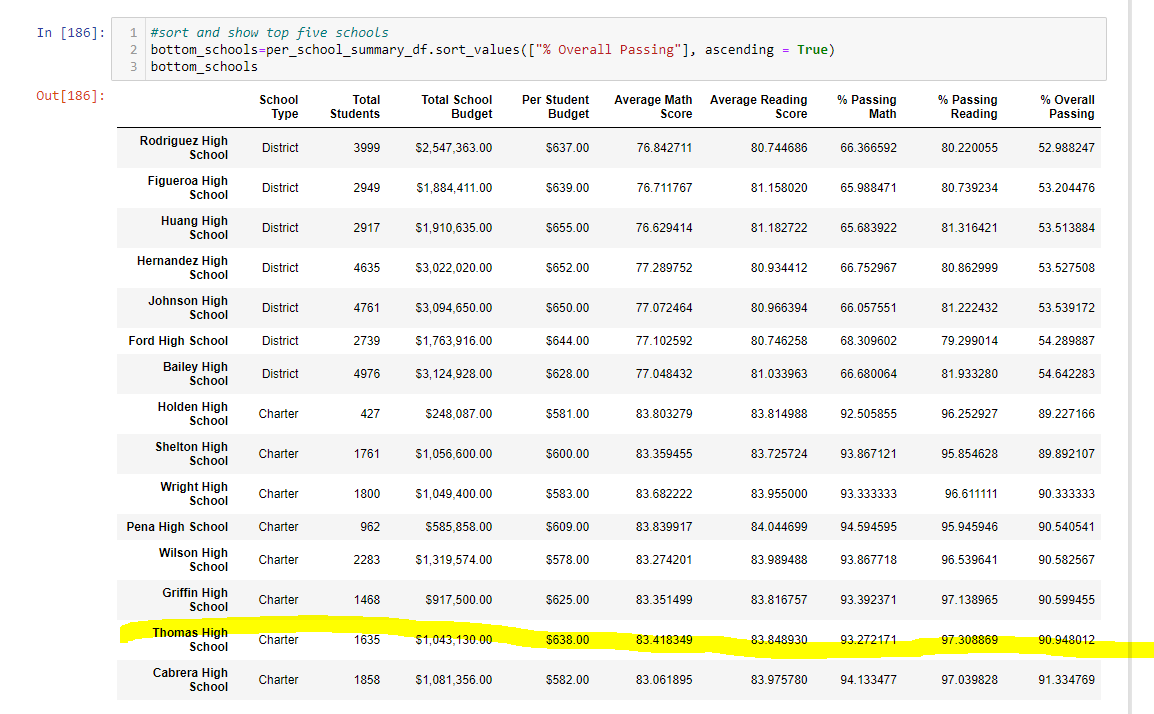 In [186]:
1 #sort and show top five schools
2 bottom_schools=per_school_summary_df.sort_values(["% Overall Passing"], ascending = True)
3 bottom_schools
Out[186]:
School Type Total Students Total School Budget Per Student Budget Average Math Score Average Reading Score % Passing Math % Passing Reading % Overall Passing
Rodriguez High School District 3999 $2,547,363.00 $637.00 76.842711 80.744686 66.366592 80.220055 52.988247
Figueroa High School District 2949 $1,884,411.00 $639.00 76.711767 81.158020 65.988471 80.739234 53.204476
Huang High School District 2917 $1,910,635.00 $655.00 76.629414 81.182722 65.683922 81.316421 53.513884
Hernandez High School District 4635 $3,022,020.00 $652.00 77.289752 80.934412 66.752967 80.862999 53.527508
Johnson High School District 4761 $3,094,650.00 $650.00 77.072464 80.966394 66.057551 81.222432 53.539172
Ford High School District 2739 $1,763,916.00 $644.00 77.102592 80.746258 68.309602 79.299014 54.289887
Bailey High School District 4976 $3,124,928.00 $628.00 77.048432 81.033963 66.680064 81.933280 54.642283
Holden High School Charter 427 $248,087.00 $581.00 83.803279 83.814988 92.505855 96.252927 89.227166
Shelton High School Charter 1761 $1,056,600.00 $600.00 83.359455 83.725724 93.867121 95.854628 89.892107
Wright High School Charter 1800 $1,049,400.00 $583.00 83.682222 83.955000 93.333333 96.611111 90.333333
Pena High School Charter 962 $585,858.00 $609.00 83.839917 84.044699 94.594595 95.945946 90.540541
Wilson High School Charter 2283 $1,319,574.00 $578.00 83.274201 83.989488 93.867718 96.539641 90.582567
Griffin High School Charter 1468 $917,500.00 $625.00 83.351499 83.816757 93.392371 97.138965 90.599455
Thomas High School Charter 1635 $1,043,130.00 $638.00 83.418349 83.848930 93.272171 97.308869 90.948012
Cabrera High School Charter 1858 $1,081,356.00 $582.00 83.061895 83.975780 94.133477 97.039828 91.334769